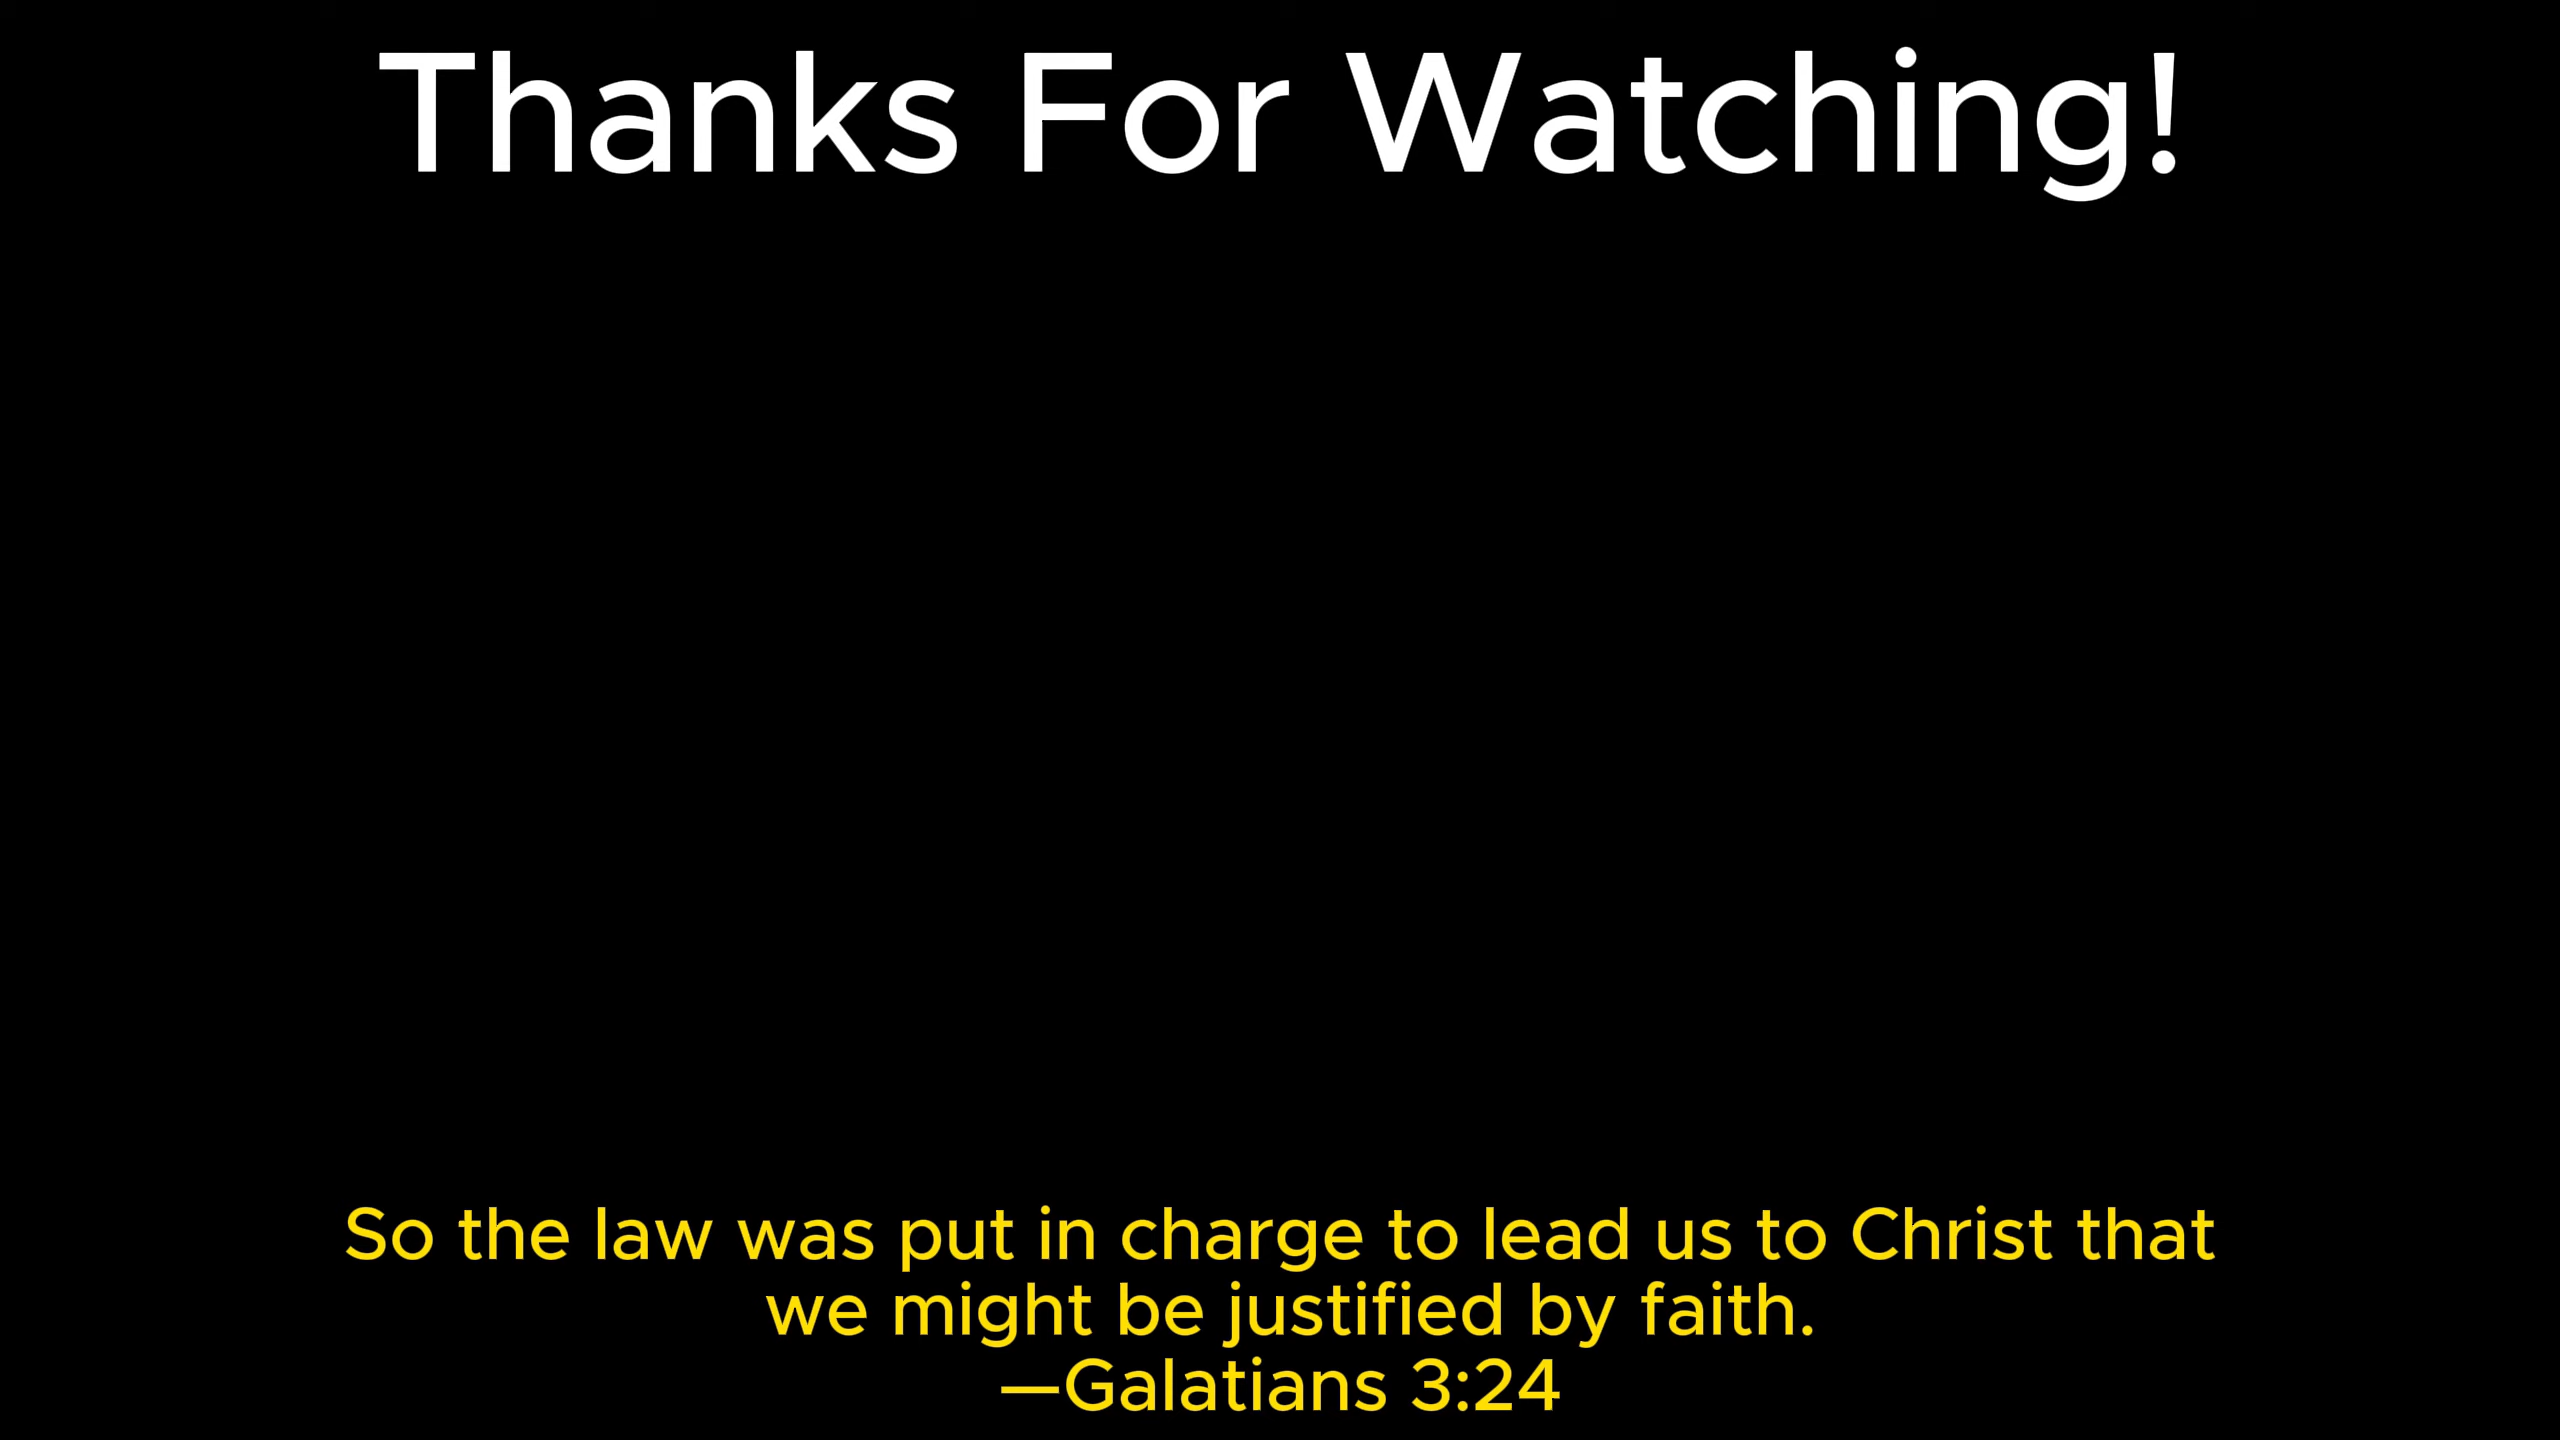 Thanks For Watching!
So the law was put in charge to lead us to Christ that
we might be justified by faith.
—Galatians 3:24